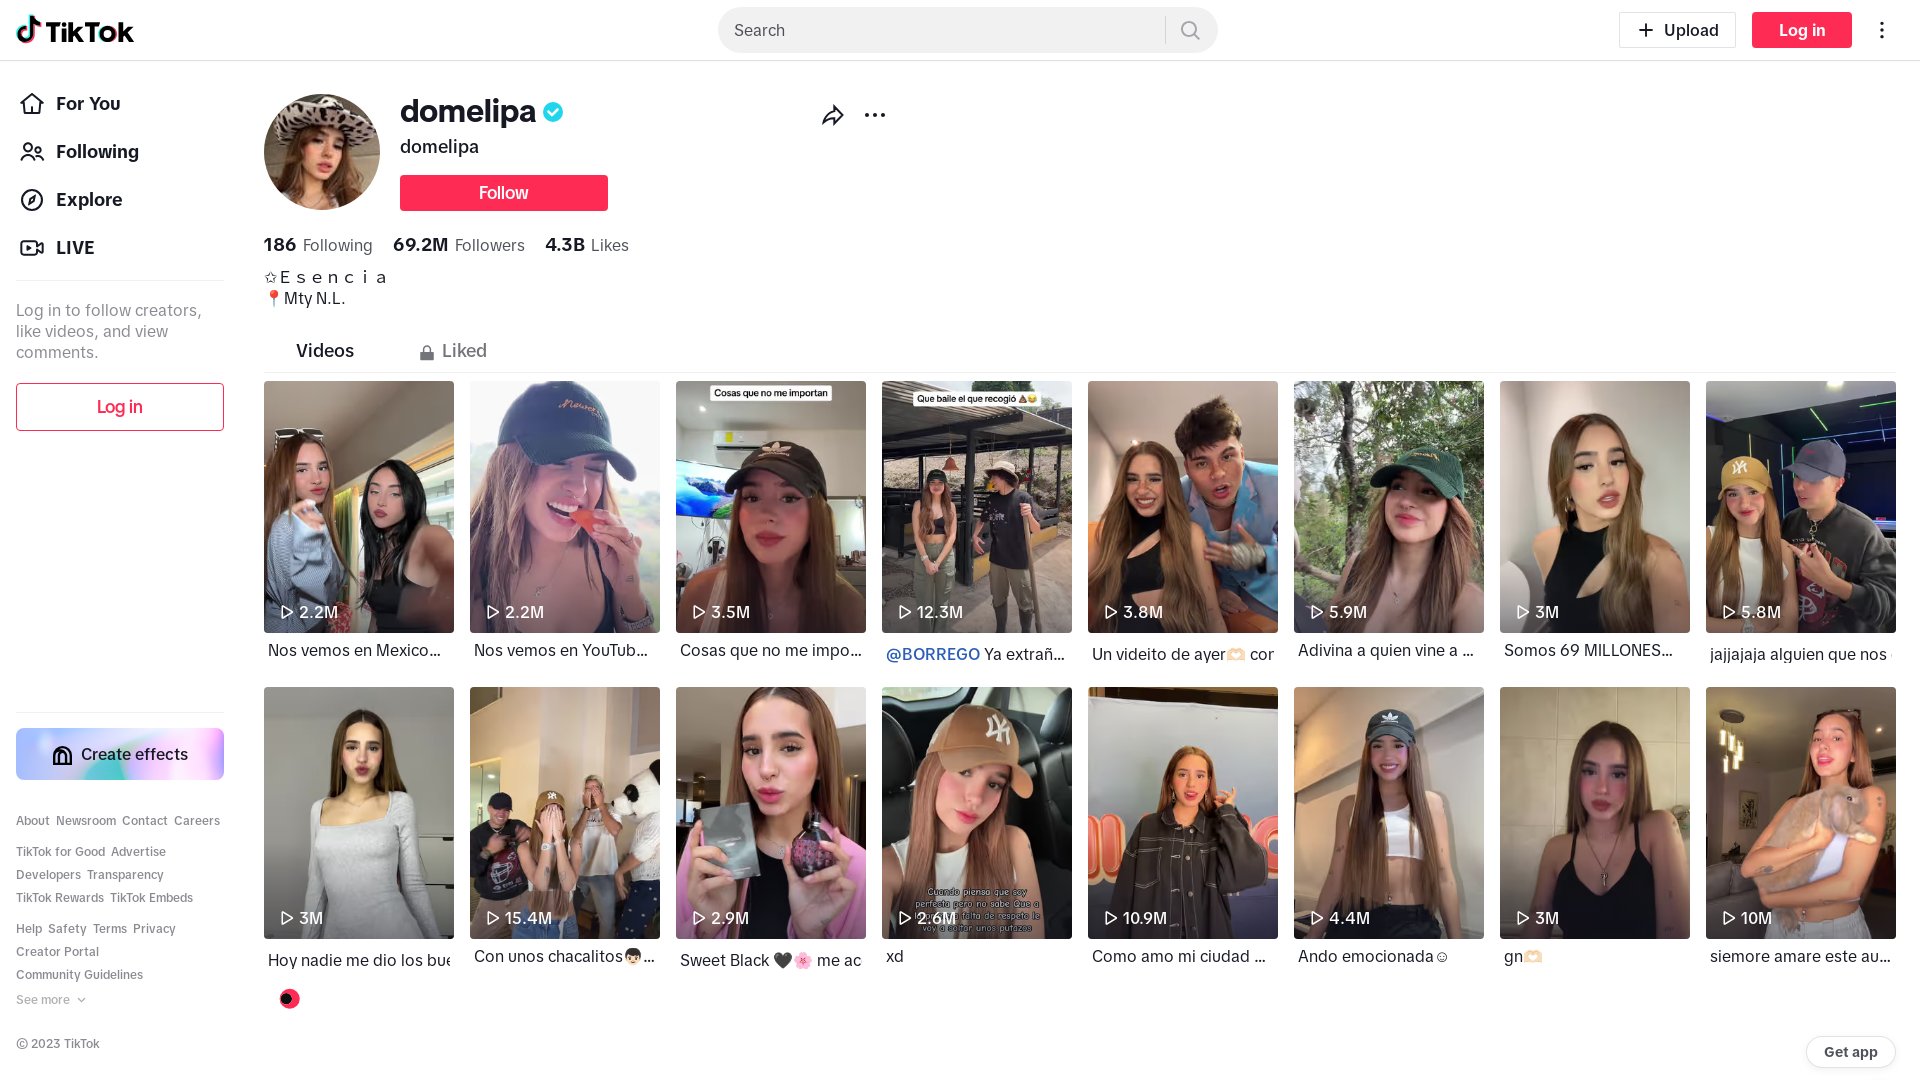 TikTok
Search
Upload
Log in
For You
Following
Explore
LIVE
Log in to follow creators,
like videos, and view
comments.
Log in
Create effects
About Newsroom Contact Careers
TikTok for Good Advertise
Developers Transparency
TikTok Rewards TikTok Embeds
Help Safety Terms Privacy
Creator Portal
Community Guidelines
See more
© 2023 TikTok
domelipa
domelipa
Follow
186 Following 69.2M Followers 4.3B Likes
✩Ｅｓｅｎｃｉａ
📍Mty N.L.
Videos
Liked
2.2M
Nos vemos en Mexico...
2.2M
Nos vemos en YouTub...
Cosas que no me importan
3.5M
Cosas que no me impo...
Que baile el que recogió 💩😂
12.3M
@BORREGO Ya extrañ...
3.8M
Un videito de ayer🫶🏻 con
5.9M
Adivina a quien vine a ...
3M
Somos 69 MILLONES...
5.8M
jajjajaja alguien que nos
3M
Hoy nadie me dio los bue
15.4M
Con unos chacalitos👦🏻...
2.9M
Sweet Black 🖤🌸 me ac
Cuando piensa que soy
perfecta pero no sabe Que a
la primera falta de respeto le
voy a soltar unos putazos
2.6M
xd
10.9M
Como amo mi ciudad ...
4.4M
Ando emocionada☺
3M
gn🫶🏻
10M
siemore amare este au...
Get app